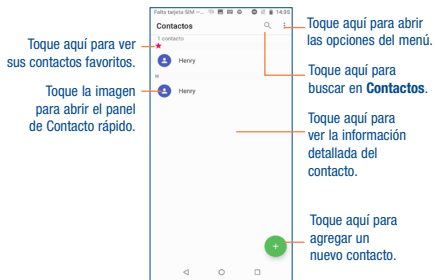 Falta tarjeta SIM —... 14:35
Contactos
1 contacts
Henry
H
Henry
Toque aquí para ver
sus contactos favoritos.
Toque la imagen
para abrir el panel
de Contacto rápido.
Toque aquí para abrir
las opciones del menú.
Toque aquí para
buscar en Contactos.
Toque aquí para
ver la información
detallada del
contacto.
Toque aquí para
agregar un
nuevo contacto.